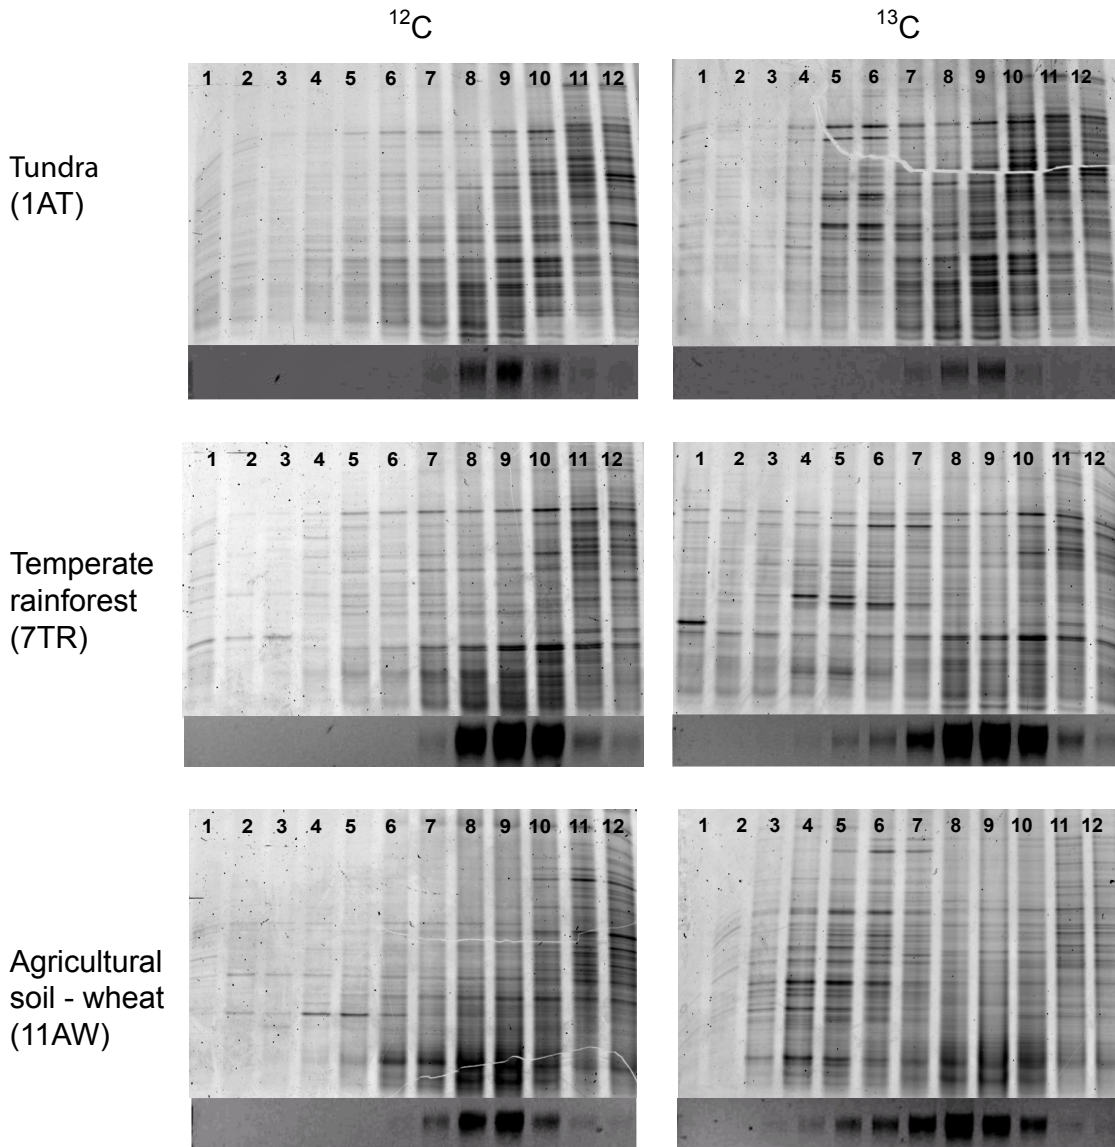 ¹²C ¹³C
1 2 3 4 5 6 7 8 9 10 11 12 1 2 3 4 5 6 7 8 9 10 11 12
Tundra
(1AT)
1 2 3 4 5 6 7 8 9 10 11 12 1 2 3 4 5 6 7 8 9 10 11 12
Temperate
rainforest
(7TR)
1 2 3 4 5 6 7 8 9 10 11 12 1 2 3 4 5 6 7 8 9 10 11 12
Agricultural
soil - wheat
(11AW)